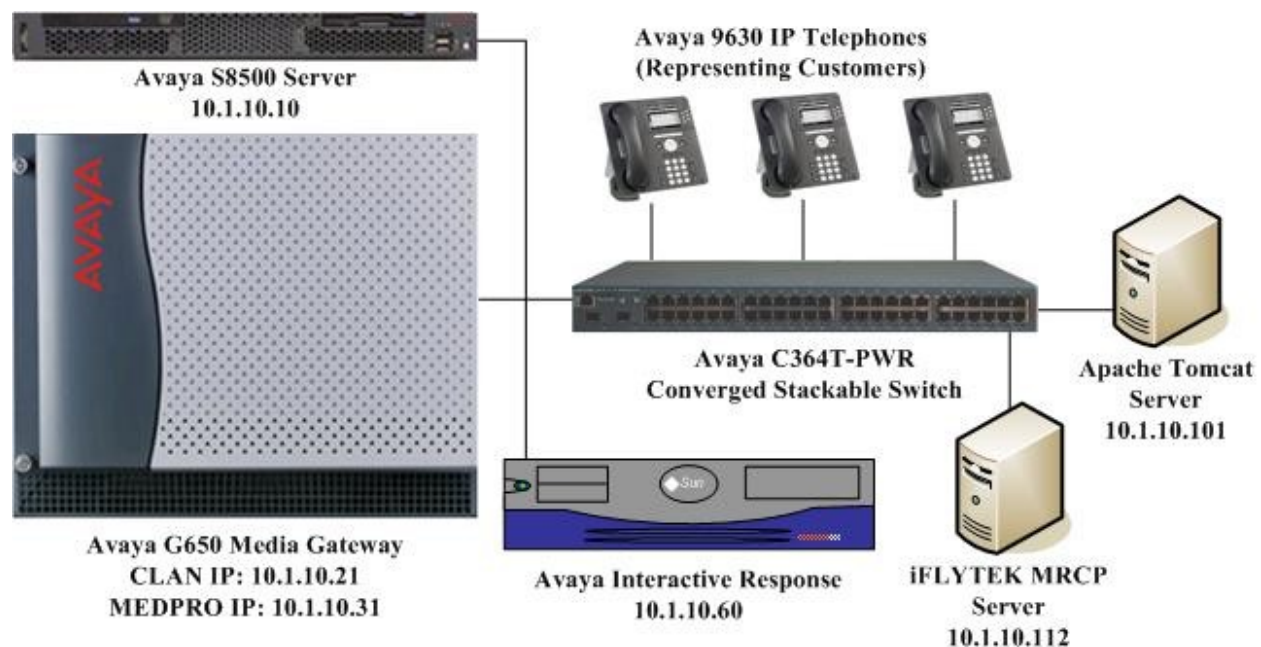 Avaya S8500 Server
10.1.10.10
AVAYA
Avaya G650 Media Gateway
CLAN IP: 10.1.10.21
MEDPRO IP: 10.1.10.31
Avaya 9630 IP Telephones
(Representing Customers)
Avaya C364T-PWR
Converged Stackable Switch
Apache Tomcat
Server
10.1.10.101
Sun
Avaya Interactive Response
10.1.10.60
iFLYTEK MRCP
Server
10.1.10.112